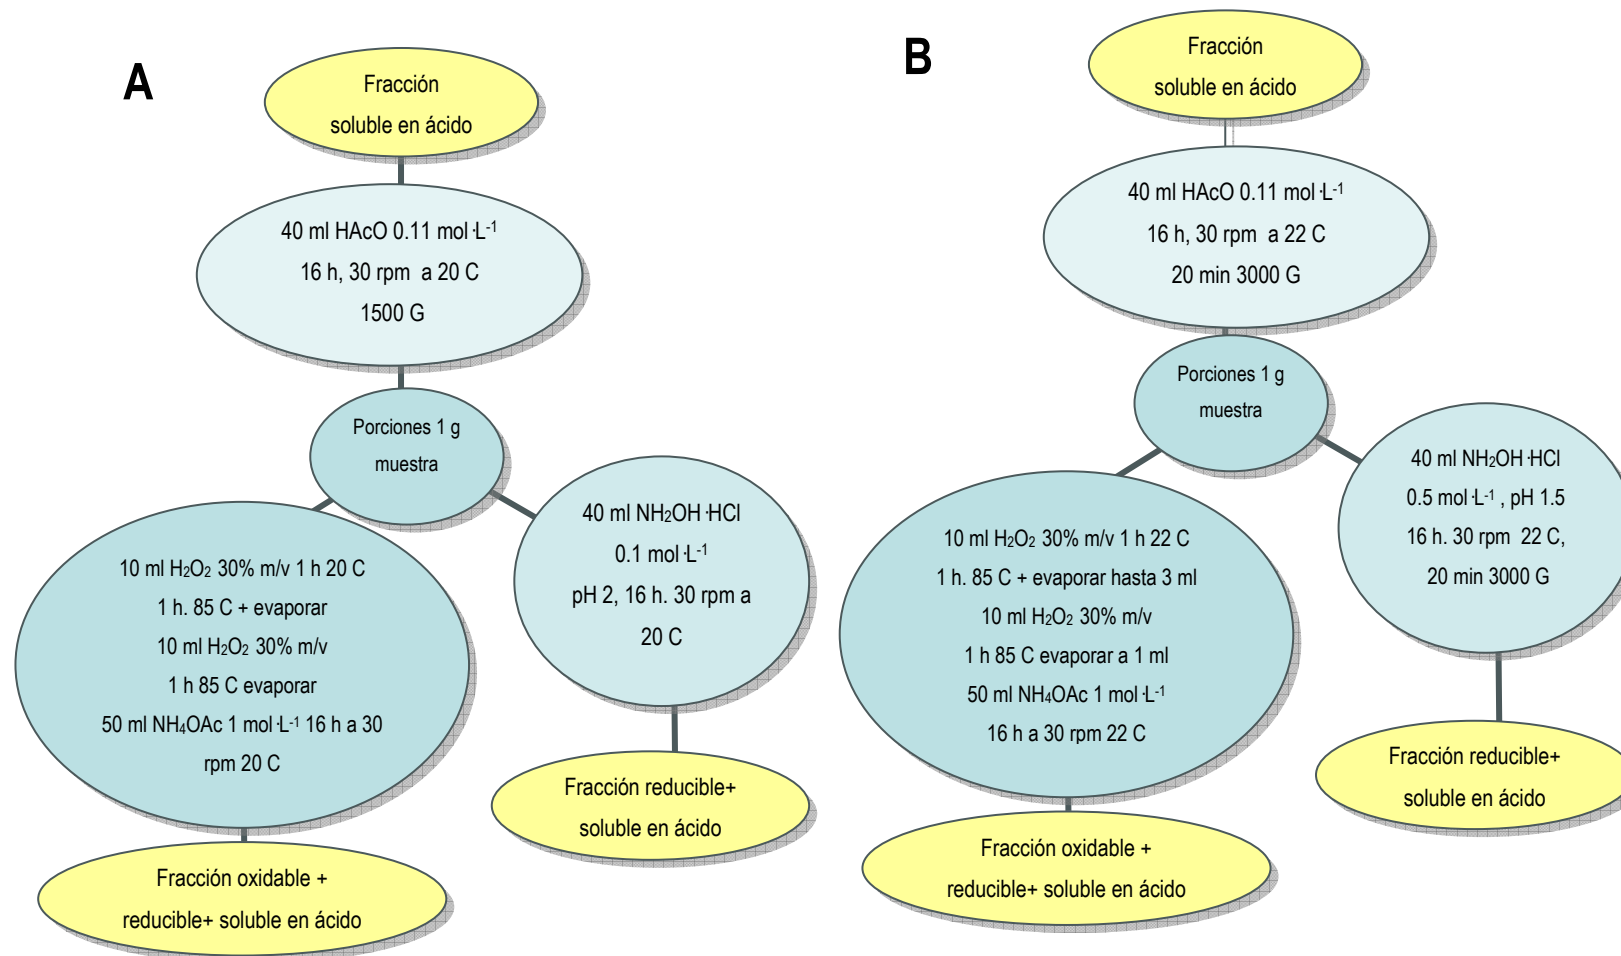 A
Fracción
soluble en ácido
40 ml HAcO 0.11 mol·L⁻¹
16 h, 30 rpm a 20 C
1500 G
Porciones 1 g
muestra
10 ml H₂O₂ 30% m/v 1 h 20 C
1 h. 85 C + evaporar
10 ml H₂O₂ 30% m/v
1 h 85 C evaporar
50 ml NH₄OAc 1 mol·L⁻¹ 16 h a 30
rpm 20 C
40 ml NH₂OH·HCl
0.1 mol·L⁻¹
pH 2, 16 h. 30 rpm a
20 C
Fracción reducible+
soluble en ácido
Fracción oxidable +
reducible+ soluble en ácido
B
Fracción
soluble en ácido
40 ml HAcO 0.11 mol·L⁻¹
16 h, 30 rpm a 22 C
20 min 3000 G
Porciones 1 g
muestra
10 ml H₂O₂ 30% m/v 1 h 22 C
1 h. 85 C + evaporar hasta 3 ml
10 ml H₂O₂ 30% m/v
1 h 85 C evaporar a 1 ml
50 ml NH₄OAc 1 mol·L⁻¹
16 h a 30 rpm 22 C
40 ml NH₂OH·HCl
0.5 mol·L⁻¹ , pH 1.5
16 h. 30 rpm 22 C,
20 min 3000 G
Fracción reducible+
soluble en ácido
Fracción oxidable +
reducible+ soluble en ácido